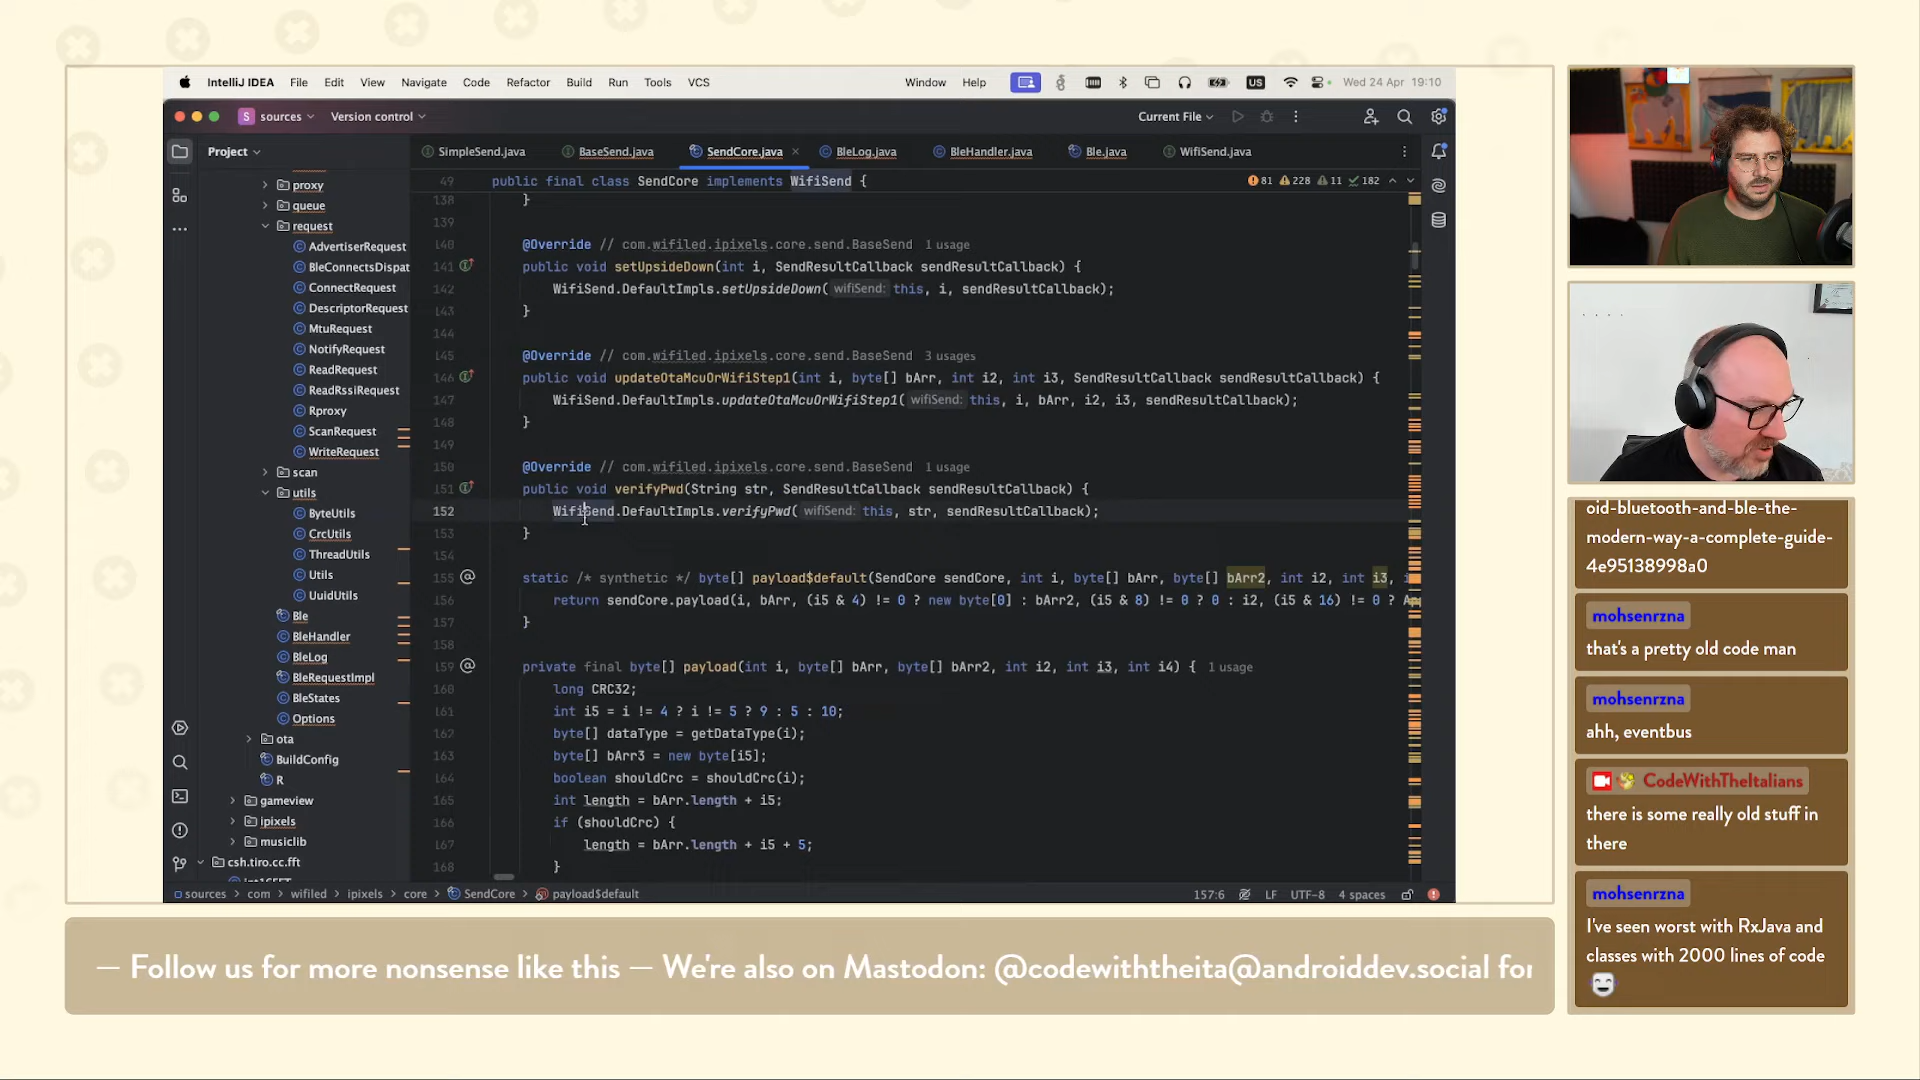 IntelliJ IDEA File Edit View Navigate Code Refactor Build Run Tools VCS Window Help US Wed 24 Apr 19:10
S sources Version control Current File
Project
SimpleSend.java BaseSend.java SendCore.java BleLog.java BleHandler.java Ble.java WifiSend.java
proxy
queue
request
AdvertiserRequest
BleConnectsDispat
ConnectRequest
DescriptorRequest
MtuRequest
NotifyRequest
ReadRequest
ReadRssiRequest
Rproxy
ScanRequest
WriteRequest
scan
utils
ByteUtils
CrcUtils
ThreadUtils
Utils
UuidUtils
Ble
BleHandler
BleLog
BleRequestImpl
BleStates
Options
ota
BuildConfig
R
gameview
ipixels
musiclib
csh.tiro.cc.fft
49 public final class SendCore implements WifiSend { 81 228 11 182
138 }
139
140 @Override // com.wifiled.ipixels.core.send.BaseSend 1 usage
141 public void setUpsideDown(int i, SendResultCallback sendResultCallback) {
142 WifiSend.DefaultImpls.setUpsideDown( wifiSend: this, i, sendResultCallback);
143 }
144
145 @Override // com.wifiled.ipixels.core.send.BaseSend 3 usages
146 public void updateOtaMcuOrWifiStep1(int i, byte[] bArr, int i2, int i3, SendResultCallback sendResultCallback) {
147 WifiSend.DefaultImpls.updateOtaMcuOrWifiStep1( wifiSend: this, i, bArr, i2, i3, sendResultCallback);
148 }
149
150 @Override // com.wifiled.ipixels.core.send.BaseSend 1 usage
151 public void verifyPwd(String str, SendResultCallback sendResultCallback) {
152 WifiSend.DefaultImpls.verifyPwd( wifiSend: this, str, sendResultCallback);
153 }
154
155 static /* synthetic */ byte[] payload$default(SendCore sendCore, int i, byte[] bArr, byte[] bArr2, int i2, int i3, i
156 return sendCore.payload(i, bArr, (i5 & 4) != 0 ? new byte[0] : bArr2, (i5 & 8) != 0 ? 0 : i2, (i5 & 16) != 0 ? A
157 }
158
159 private final byte[] payload(int i, byte[] bArr, byte[] bArr2, int i2, int i3, int i4) { 1 usage
160 long CRC32;
161 int i5 = i != 4 ? i != 5 ? 9 : 5 : 10;
162 byte[] dataType = getDataType(i);
163 byte[] bArr3 = new byte[i5];
164 boolean shouldCrc = shouldCrc(i);
165 int length = bArr.length + i5;
166 if (shouldCrc) {
167 length = bArr.length + i5 + 5;
168 }
sources com wifiled ipixels core SendCore payload$default 157:6 LF UTF-8 4 spaces
oid-bluetooth-and-ble-the-
modern-way-a-complete-guide-
4e95138998a0
mohsenrzna
that's a pretty old code man
mohsenrzna
ahh, eventbus
CodeWithTheItalians
there is some really old stuff in
there
mohsenrzna
I've seen worst with RxJava and
classes with 2000 lines of code
— Follow us for more nonsense like this — We're also on Mastodon: @codewiththeita@androiddev.social for